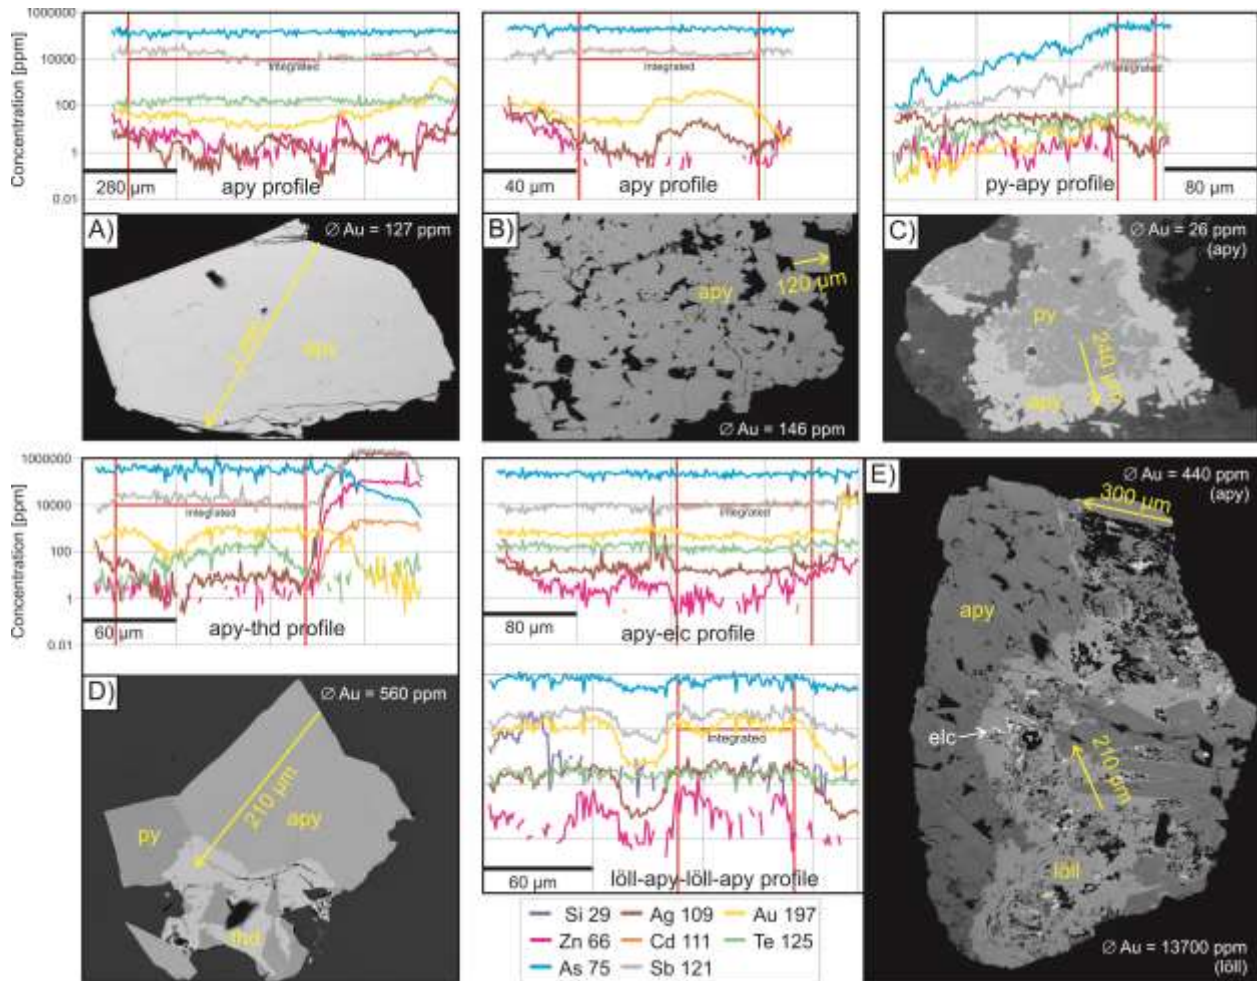 1000000
10000
100
1
0.01
Concentration [ppm]
Integrated
280 µm
apy profile
Integrated
40 µm
apy profile
Integrated
py-apy profile
80 µm
A)
∅ Au = 127 ppm
apy
B)
apy
120 µm
∅ Au = 146 ppm
C)
∅ Au = 26 ppm
(apy)
py
240 µm
apy
1000000
10000
100
1
0.01
Concentration [ppm]
Integrated
60 µm
apy-thd profile
Integrated
80 µm
apy-elc profile
D)
∅ Au = 560 ppm
210 µm
py
apy
thd
Integrated
60 µm
löll-apy-löll-apy profile
E)
∅ Au = 440 ppm
(apy)
300 µm
apy
elc
210 µm
löll
∅ Au = 13700 ppm
(löll)
Si 29 Ag 109 Au 197
Zn 66 Cd 111 Te 125
As 75 Sb 121